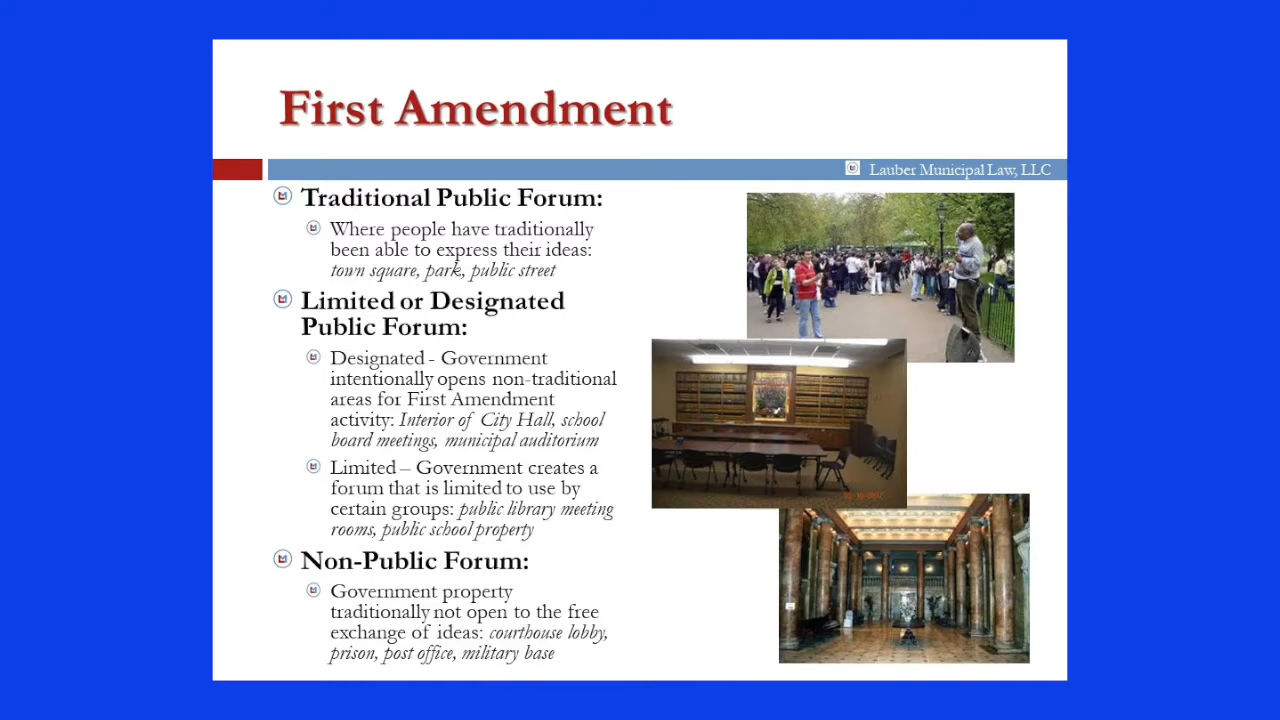 First Amendment
Lauber Municipal Law, LLC
Traditional Public Forum:
Where people have traditionally
been able to express their ideas:
town square, park, public street
Limited or Designated
Public Forum:
Designated - Government
intentionally opens non-traditional
areas for First Amendment
activity: Interior of City Hall, school
board meetings, municipal auditorium
Limited – Government creates a
forum that is limited to use by
certain groups: public library meeting
rooms, public school property
Non-Public Forum:
Government property
traditionally not open to the free
exchange of ideas: courthouse lobby,
prison, post office, military base